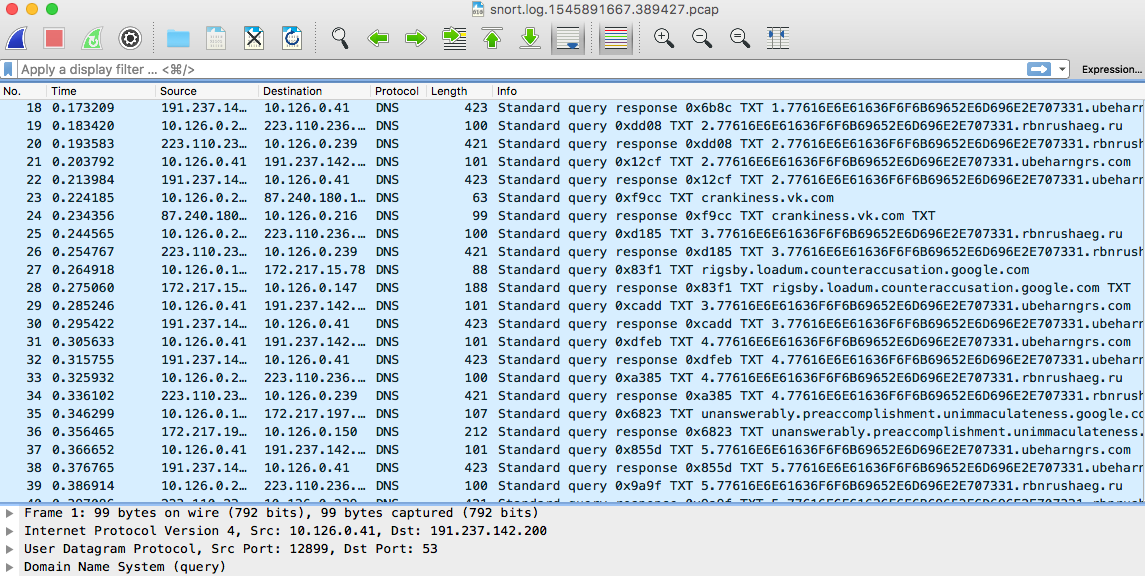 snort.log.1545891667.389427.pcap
Apply a display filter ... <⌘/> Expression...
No. Time Source Destination Protocol Length Info
18 0.173209 191.237.14… 10.126.0.41 DNS 423 Standard query response 0x6b8c TXT 1.77616E6E61636F6F6B69652E6D696E2E707331.ubeharn
19 0.183420 10.126.0.2… 223.110.236.… DNS 100 Standard query 0xdd08 TXT 2.77616E6E61636F6F6B69652E6D696E2E707331.rbnrushaeg.ru
20 0.193583 223.110.23… 10.126.0.239 DNS 421 Standard query response 0xdd08 TXT 2.77616E6E61636F6F6B69652E6D696E2E707331.rbnrush
21 0.203792 10.126.0.41 191.237.142.… DNS 101 Standard query 0x12cf TXT 2.77616E6E61636F6F6B69652E6D696E2E707331.ubeharngrs.com
22 0.213984 191.237.14… 10.126.0.41 DNS 423 Standard query response 0x12cf TXT 2.77616E6E61636F6F6B69652E6D696E2E707331.ubeharn
23 0.224185 10.126.0.2… 87.240.180.1… DNS 63 Standard query 0xf9cc TXT crankiness.vk.com
24 0.234356 87.240.180… 10.126.0.216 DNS 99 Standard query response 0xf9cc TXT crankiness.vk.com TXT
25 0.244565 10.126.0.2… 223.110.236.… DNS 100 Standard query 0xd185 TXT 3.77616E6E61636F6F6B69652E6D696E2E707331.rbnrushaeg.ru
26 0.254767 223.110.23… 10.126.0.239 DNS 421 Standard query response 0xd185 TXT 3.77616E6E61636F6F6B69652E6D696E2E707331.rbnrush
27 0.264918 10.126.0.1… 172.217.15.78 DNS 88 Standard query 0x83f1 TXT rigsby.loadum.counteraccusation.google.com
28 0.275060 172.217.15… 10.126.0.147 DNS 188 Standard query response 0x83f1 TXT rigsby.loadum.counteraccusation.google.com TXT
29 0.285246 10.126.0.41 191.237.142.… DNS 101 Standard query 0xcadd TXT 3.77616E6E61636F6F6B69652E6D696E2E707331.ubeharngrs.com
30 0.295422 191.237.14… 10.126.0.41 DNS 423 Standard query response 0xcadd TXT 3.77616E6E61636F6F6B69652E6D696E2E707331.ubeharn
31 0.305633 10.126.0.41 191.237.142.… DNS 101 Standard query 0xdfeb TXT 4.77616E6E61636F6F6B69652E6D696E2E707331.ubeharngrs.com
32 0.315755 191.237.14… 10.126.0.41 DNS 423 Standard query response 0xdfeb TXT 4.77616E6E61636F6F6B69652E6D696E2E707331.ubeharn
33 0.325932 10.126.0.2… 223.110.236.… DNS 100 Standard query 0xa385 TXT 4.77616E6E61636F6F6B69652E6D696E2E707331.rbnrushaeg.ru
34 0.336102 223.110.23… 10.126.0.239 DNS 421 Standard query response 0xa385 TXT 4.77616E6E61636F6F6B69652E6D696E2E707331.rbnrush
35 0.346299 10.126.0.1… 172.217.197.… DNS 107 Standard query 0x6823 TXT unanswerably.preaccomplishment.unimmaculateness.google.co
36 0.356465 172.217.19… 10.126.0.150 DNS 212 Standard query response 0x6823 TXT unanswerably.preaccomplishment.unimmaculateness.
37 0.366652 10.126.0.41 191.237.142.… DNS 101 Standard query 0x855d TXT 5.77616E6E61636F6F6B69652E6D696E2E707331.ubeharngrs.com
38 0.376765 191.237.14… 10.126.0.41 DNS 423 Standard query response 0x855d TXT 5.77616E6E61636F6F6B69652E6D696E2E707331.ubeharn
39 0.386914 10.126.0.2… 223.110.236.… DNS 100 Standard query 0x9a9f TXT 5.77616E6E61636F6F6B69652E6D696E2E707331.rbnrushaeg.ru
Frame 1: 99 bytes on wire (792 bits), 99 bytes captured (792 bits)
Internet Protocol Version 4, Src: 10.126.0.41, Dst: 191.237.142.200
User Datagram Protocol, Src Port: 12899, Dst Port: 53
Domain Name System (query)